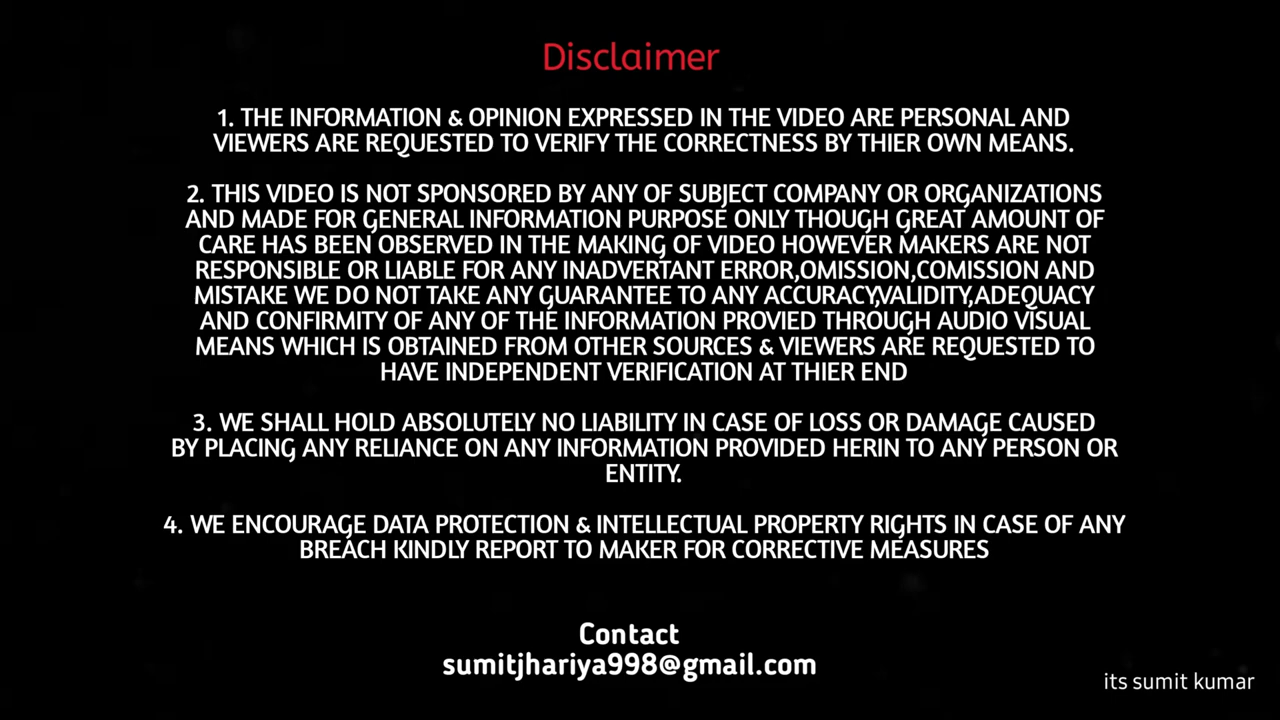 Disclaimer
1. THE INFORMATION & OPINION EXPRESSED IN THE VIDEO ARE PERSONAL AND
VIEWERS ARE REQUESTED TO VERIFY THE CORRECTNESS BY THIER OWN MEANS.
2. THIS VIDEO IS NOT SPONSORED BY ANY OF SUBJECT COMPANY OR ORGANIZATIONS
AND MADE FOR GENERAL INFORMATION PURPOSE ONLY THOUGH GREAT AMOUNT OF
CARE HAS BEEN OBSERVED IN THE MAKING OF VIDEO HOWEVER MAKERS ARE NOT
RESPONSIBLE OR LIABLE FOR ANY INADVERTANT ERROR,OMISSION,COMISSION AND
MISTAKE WE DO NOT TAKE ANY GUARANTEE TO ANY ACCURACY,VALIDITY,ADEQUACY
AND CONFIRMITY OF ANY OF THE INFORMATION PROVIED THROUGH AUDIO VISUAL
MEANS WHICH IS OBTAINED FROM OTHER SOURCES & VIEWERS ARE REQUESTED TO
HAVE INDEPENDENT VERIFICATION AT THIER END
3. WE SHALL HOLD ABSOLUTELY NO LIABILITY IN CASE OF LOSS OR DAMAGE CAUSED
BY PLACING ANY RELIANCE ON ANY INFORMATION PROVIDED HERIN TO ANY PERSON OR
ENTITY.
4. WE ENCOURAGE DATA PROTECTION & INTELLECTUAL PROPERTY RIGHTS IN CASE OF ANY
BREACH KINDLY REPORT TO MAKER FOR CORRECTIVE MEASURES
Contact
sumitjhariya998@gmail.com
its sumit kumar